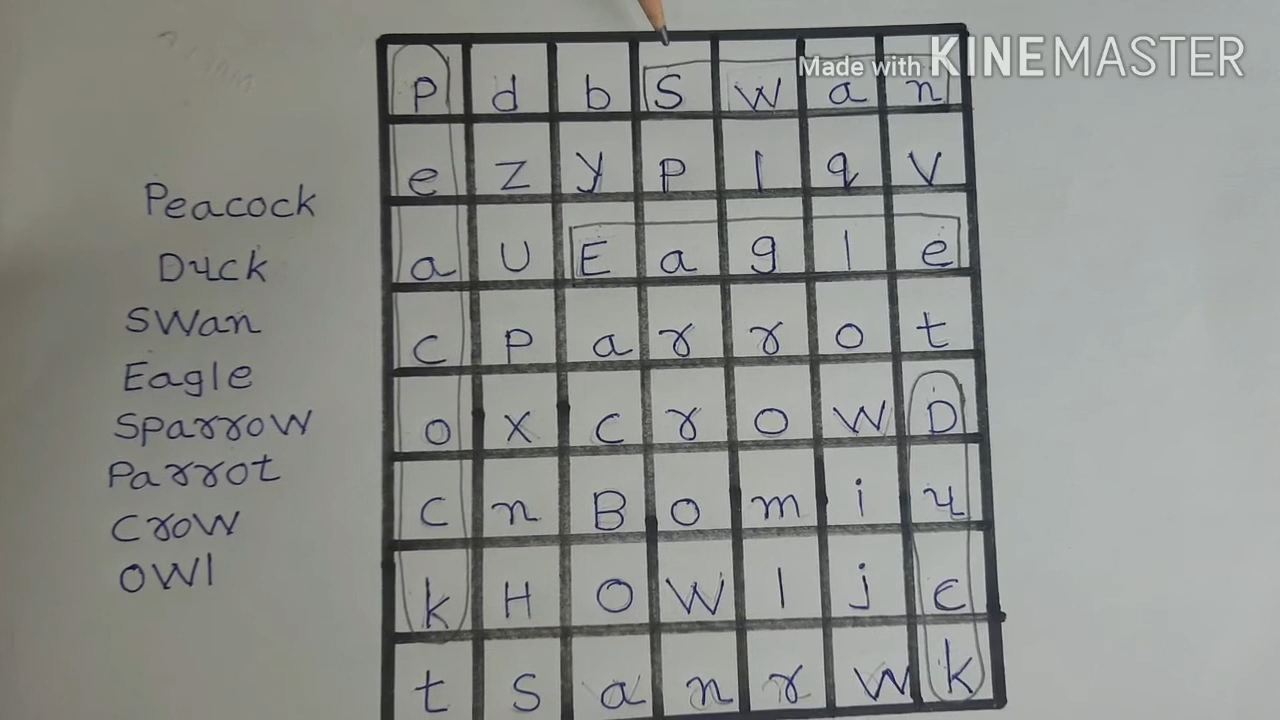 Made with KINEMASTER
P d b S W a n
e z y P l q V
a U E a g l e
c P a r r o t
o x c r o W D
c n B o m i u
k H O W l j c
t S a n r w k
Peacock
Duck
SWan
Eagle
SParroW
Parrot
CroW
OWl